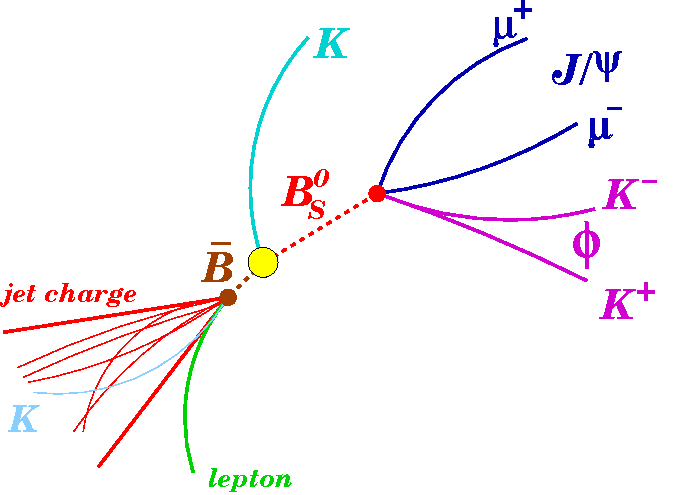 μ⁺
K
J/ψ
μ⁻
B⁰ₛ
K⁻
ϕ
B̄
jet charge
K⁺
K
lepton